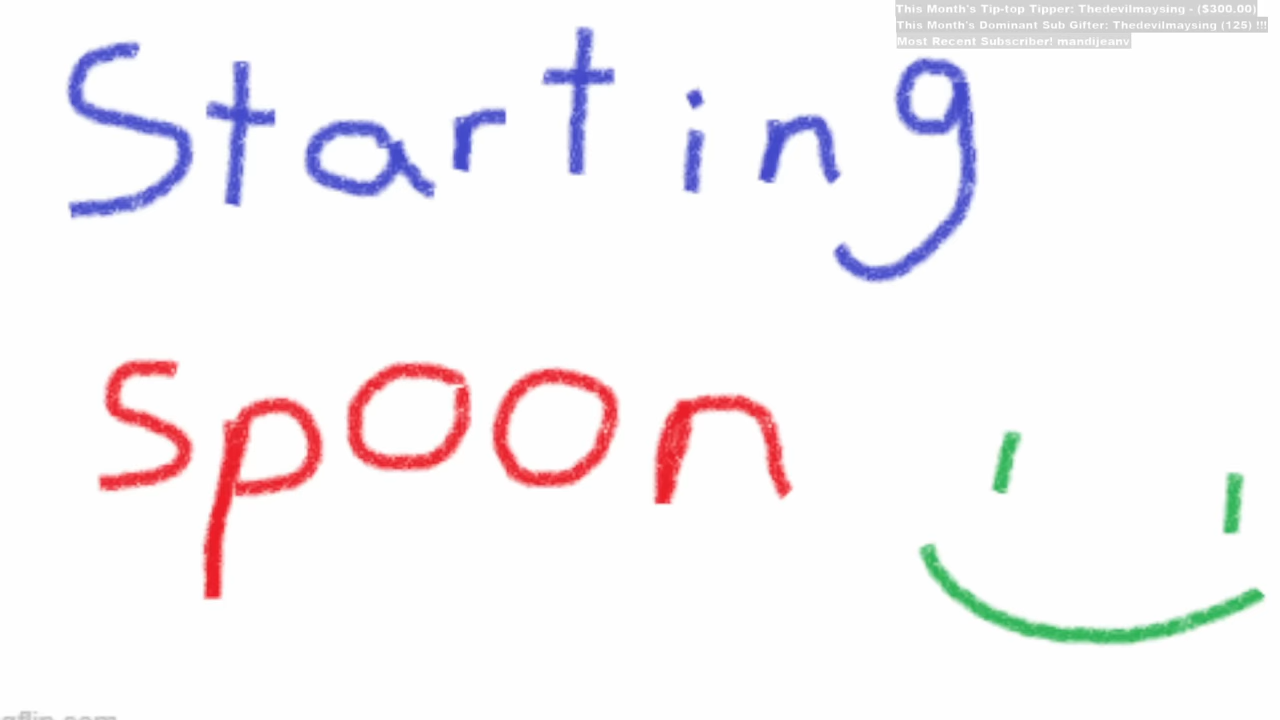 This Month's Tip-top Tipper: Thedevilmaysing - ($300.00)
This Month's Dominant Sub Gifter: Thedevilmaysing (125) !!!
Most Recent Subscriber! mandijeanv
Starting
spoon